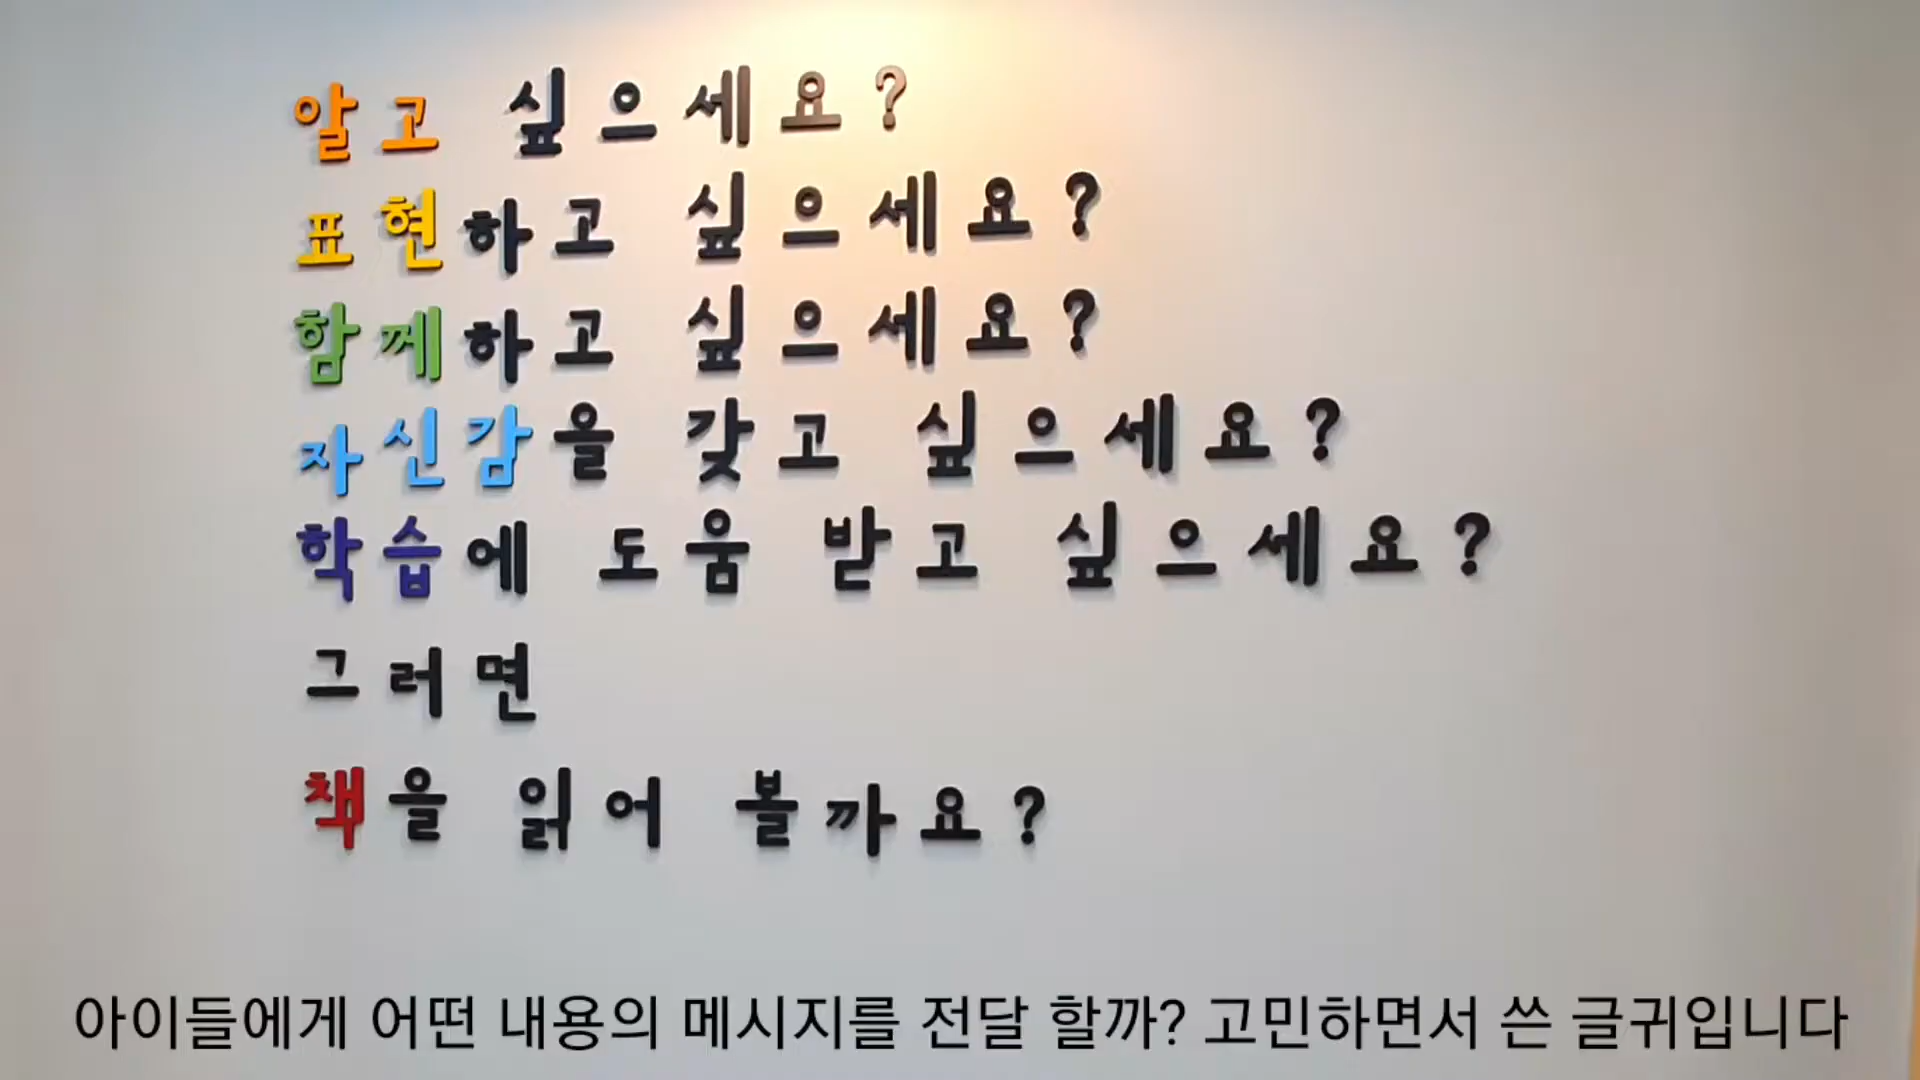 알고 싶으세요?
표현하고 싶으세요?
함께하고 싶으세요?
자신감을 갖고 싶으세요?
학습에 도움 받고 싶으세요?
그러면
책을 읽어 볼까요?
아이들에게 어떤 내용의 메시지를 전달 할까? 고민하면서 쓴 글귀입니다